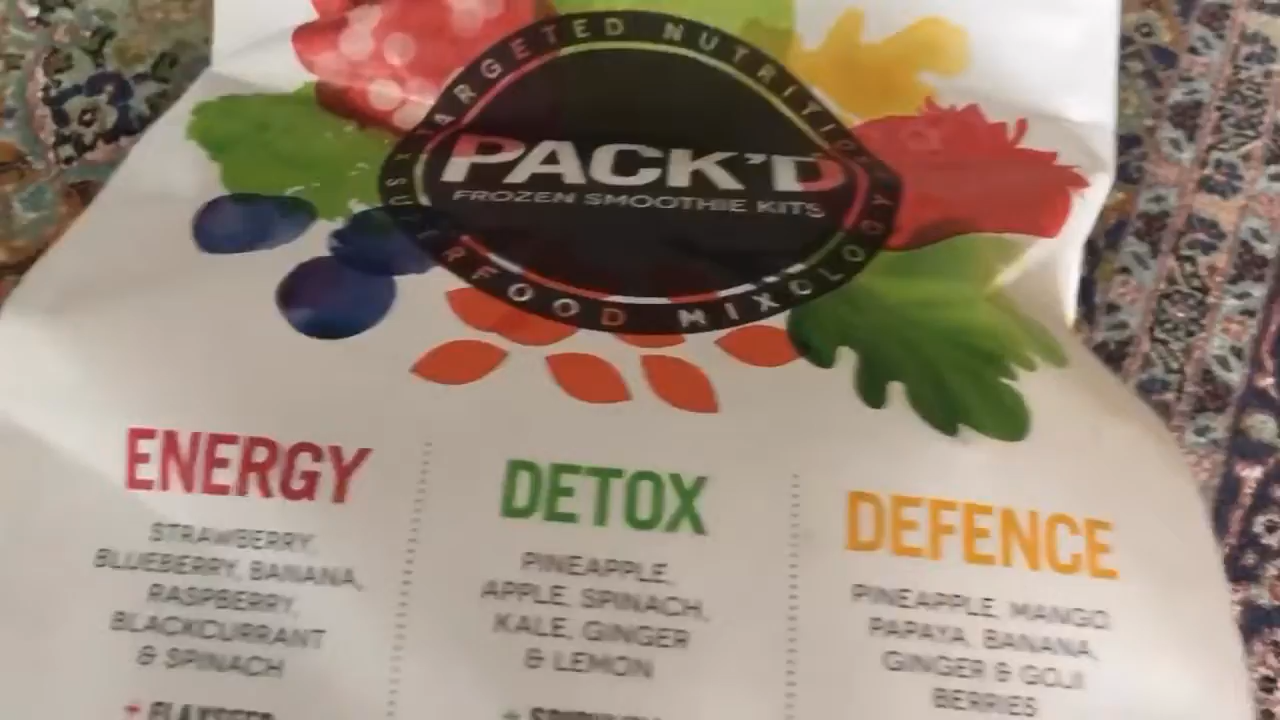 TARGETED NUTRITION
PACK'D
FROZEN SMOOTHIE KITS
SUPERFOOD MIXOLOGY
ENERGY
STRAWBERRY,
BLUEBERRY, BANANA,
RASPBERRY,
BLACKCURRANT
& SPINACH
+ FLAXSEED
DETOX
PINEAPPLE,
APPLE, SPINACH,
KALE, GINGER
& LEMON
DEFENCE
PINEAPPLE, MANGO
PAPAYA, BANANA,
GINGER & GOJI
BERRIES